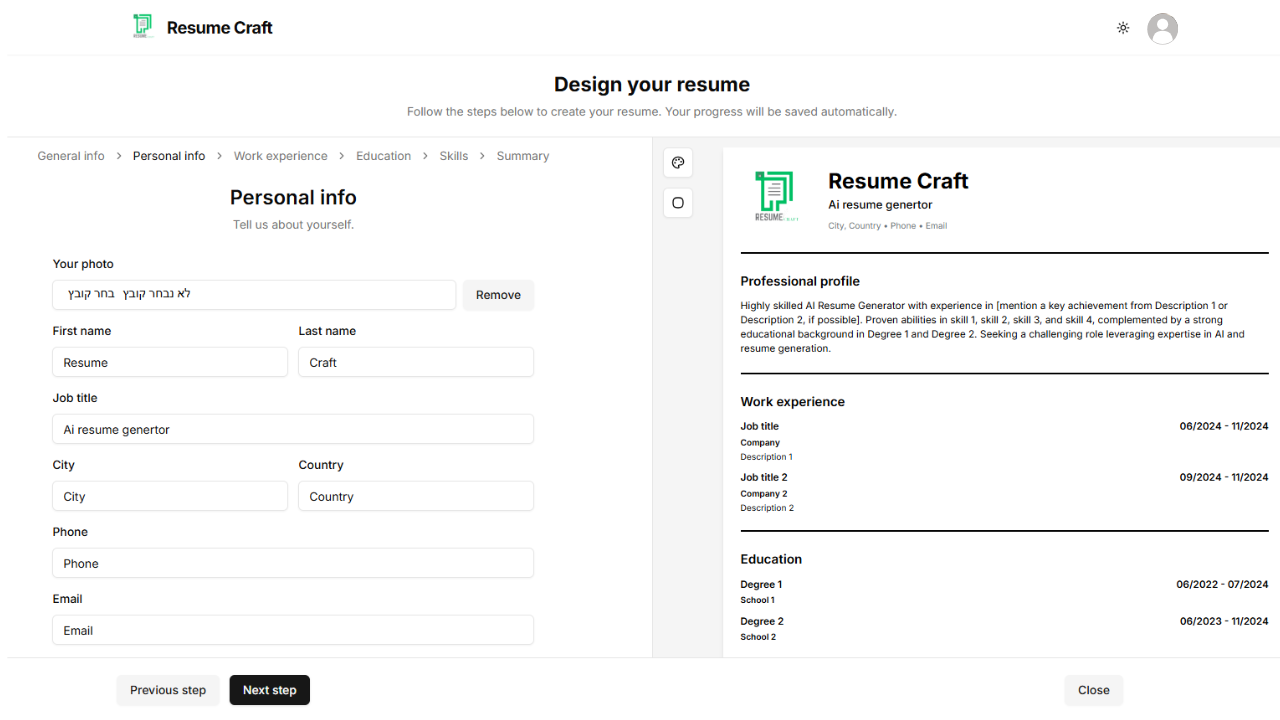 Resume Craft
Design your resume
Follow the steps below to create your resume. Your progress will be saved automatically.
General info > Personal info > Work experience > Education > Skills > Summary
Personal info
Tell us about yourself.
Your photo
בחר קובץ לא נבחר קובץ
Remove
First name Last name
Resume Craft
Job title
Ai resume genertor
City Country
City Country
Phone
Phone
Email
Email
Previous step Next step
RESUME CRAFT
Resume Craft
Ai resume genertor
City, Country • Phone • Email
Professional profile
Highly skilled AI Resume Generator with experience in [mention a key achievement from Description 1 or
Description 2, if possible]. Proven abilities in skill 1, skill 2, skill 3, and skill 4, complemented by a strong
educational background in Degree 1 and Degree 2. Seeking a challenging role leveraging expertise in AI and
resume generation.
Work experience
Job title 06/2024 - 11/2024
Company
Description 1
Job title 2 09/2024 - 11/2024
Company 2
Description 2
Education
Degree 1 06/2022 - 07/2024
School 1
Degree 2 06/2023 - 11/2024
School 2
Close